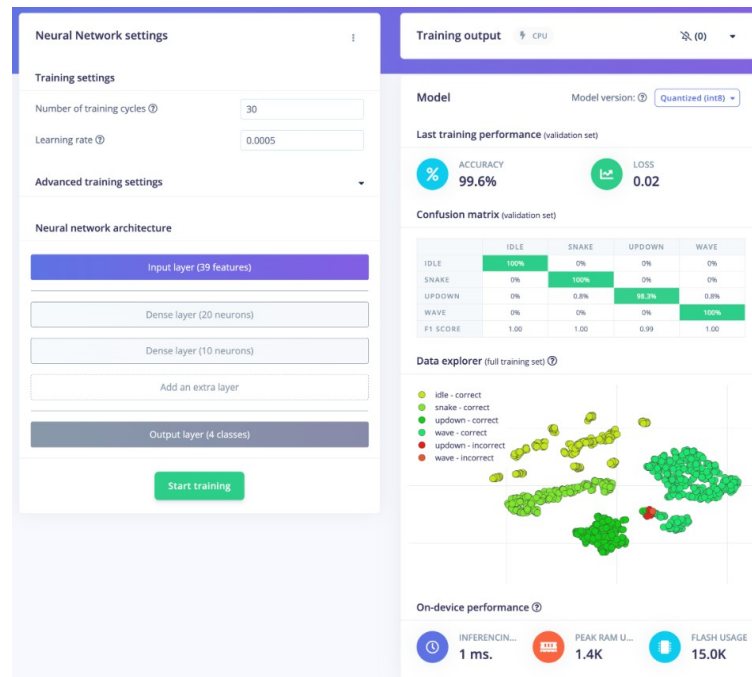 Neural Network settings
Training settings
Number of training cycles
30
Learning rate
0.0005
Advanced training settings
Neural network architecture
Input layer (39 features)
Dense layer (20 neurons)
Dense layer (10 neurons)
Add an extra layer
Output layer (4 classes)
Start training
Training output CPU (0)
Model Model version: Quantized (int8)
Last training performance (validation set)
ACCURACY
99.6%
LOSS
0.02
Confusion matrix (validation set)
IDLE SNAKE UPDOWN WAVE
IDLE 100% 0% 0% 0%
SNAKE 0% 100% 0% 0%
UPDOWN 0% 0.8% 98.3% 0.8%
WAVE 0% 0% 0% 100%
F1 SCORE 1.00 1.00 0.99 1.00
Data explorer (full training set)
idle - correct
snake - correct
updown - correct
wave - correct
updown - incorrect
wave - incorrect
On-device performance
INFERENCIN...
1 ms.
PEAK RAM U...
1.4K
FLASH USAGE
15.0K